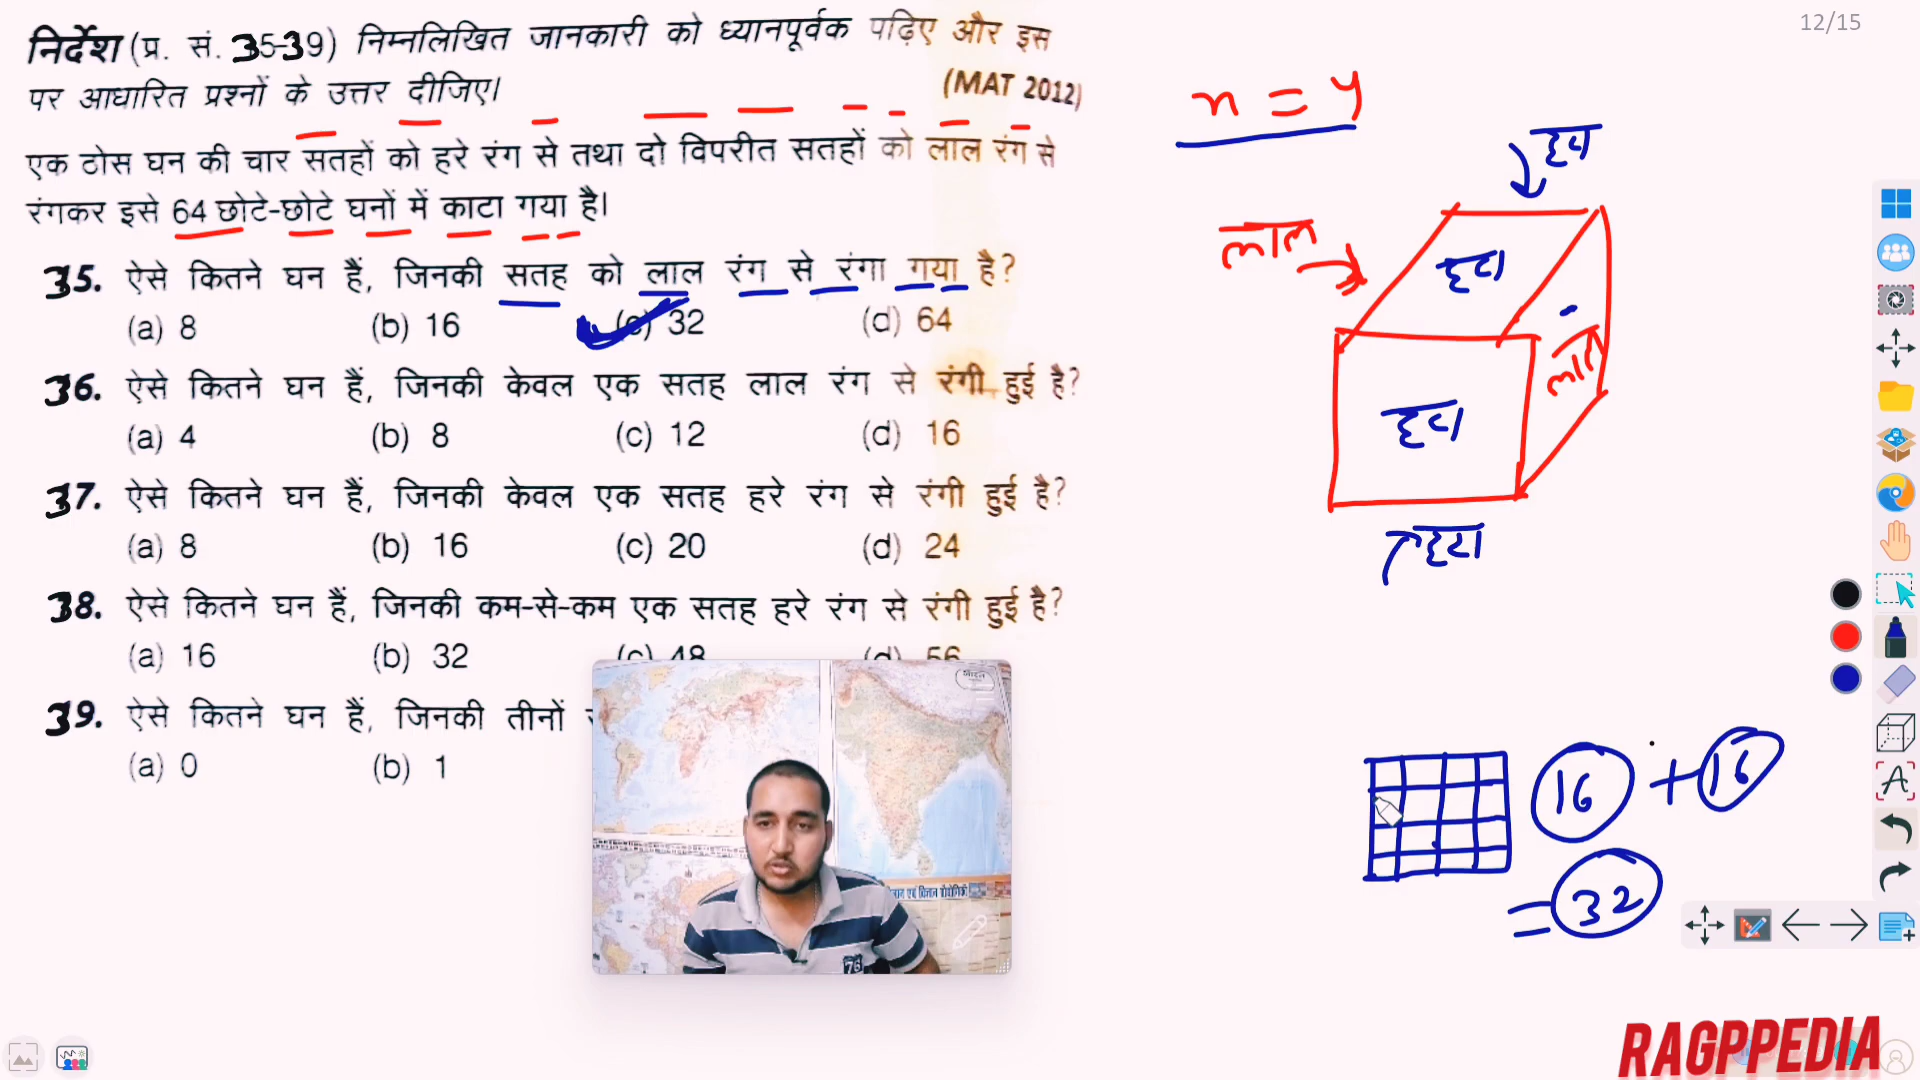 12/15
निर्देश (प्र. सं. 35-39) निम्नलिखित जानकारी को ध्यानपूर्वक पढ़िए और इस
पर आधारित प्रश्नों के उत्तर दीजिए। (MAT 2012)
एक ठोस घन की चार सतहों को हरे रंग से तथा दो विपरीत सतहों को लाल रंग से
रंगकर इसे 64 छोटे-छोटे घनों में काटा गया है।
35. ऐसे कितने घन हैं, जिनकी सतह को लाल रंग से रंगा गया है?
(a) 8 (b) 16 (c) 32 (d) 64
36. ऐसे कितने घन हैं, जिनकी केवल एक सतह लाल रंग से रंगी हुई है?
(a) 4 (b) 8 (c) 12 (d) 16
37. ऐसे कितने घन हैं, जिनकी केवल एक सतह हरे रंग से रंगी हुई है?
(a) 8 (b) 16 (c) 20 (d) 24
38. ऐसे कितने घन हैं, जिनकी कम-से-कम एक सतह हरे रंग से रंगी हुई है?
(a) 16 (b) 32 (c) 48 (d) 56
39. ऐसे कितने घन हैं, जिनकी तीनों
(a) 0 (b) 1
n = 4
हरा
लाल
हरा
लाल
हरा
हरा
16 + 16
= 32
76
RAGPPEDIA